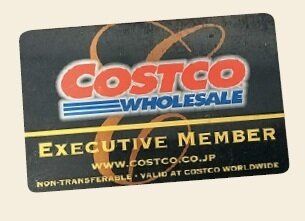 COSTCO
WHOLESALE
EXECUTIVE MEMBER
WWW.COSTCO.CO.JP
NON-TRANSFERABLE • VALID AT COSTCO WORLDWIDE